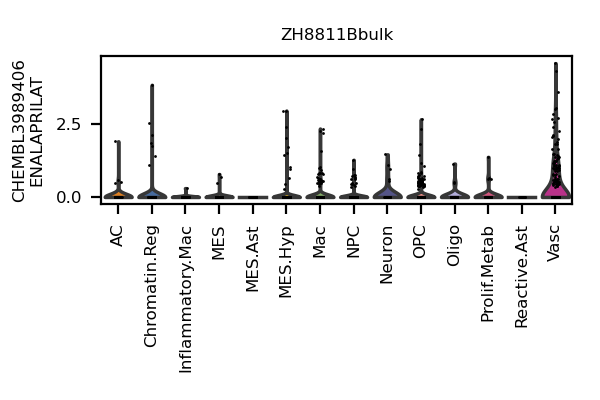 ZH8811Bbulk
CHEMBL3989406
ENALAPRILAT
2.5
0.0
AC
Chromatin.Reg
Inflammatory.Mac
MES
MES.Ast
MES.Hyp
Mac
NPC
Neuron
OPC
Oligo
Prolif.Metab
Reactive.Ast
Vasc